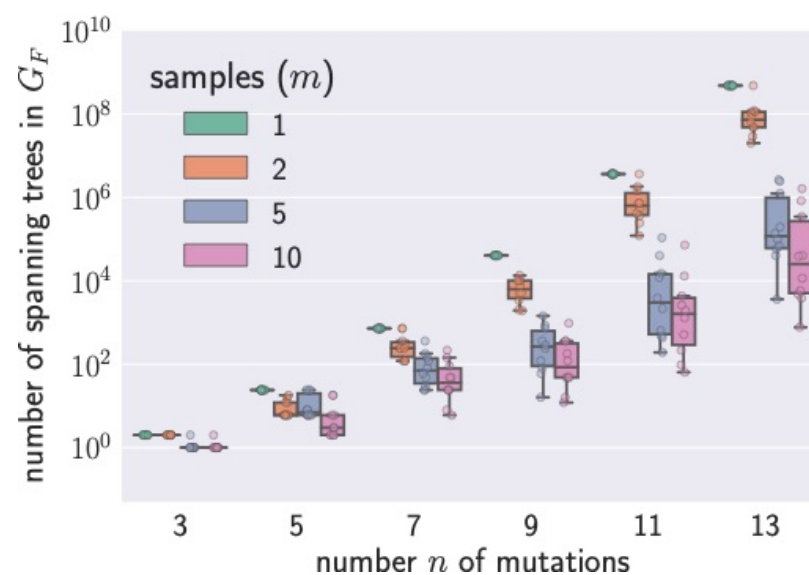 number of spanning trees in G_F
10^10
10^8
10^6
10^4
10^2
10^0
samples (m)
1
2
5
10
3 5 7 9 11 13
number n of mutations